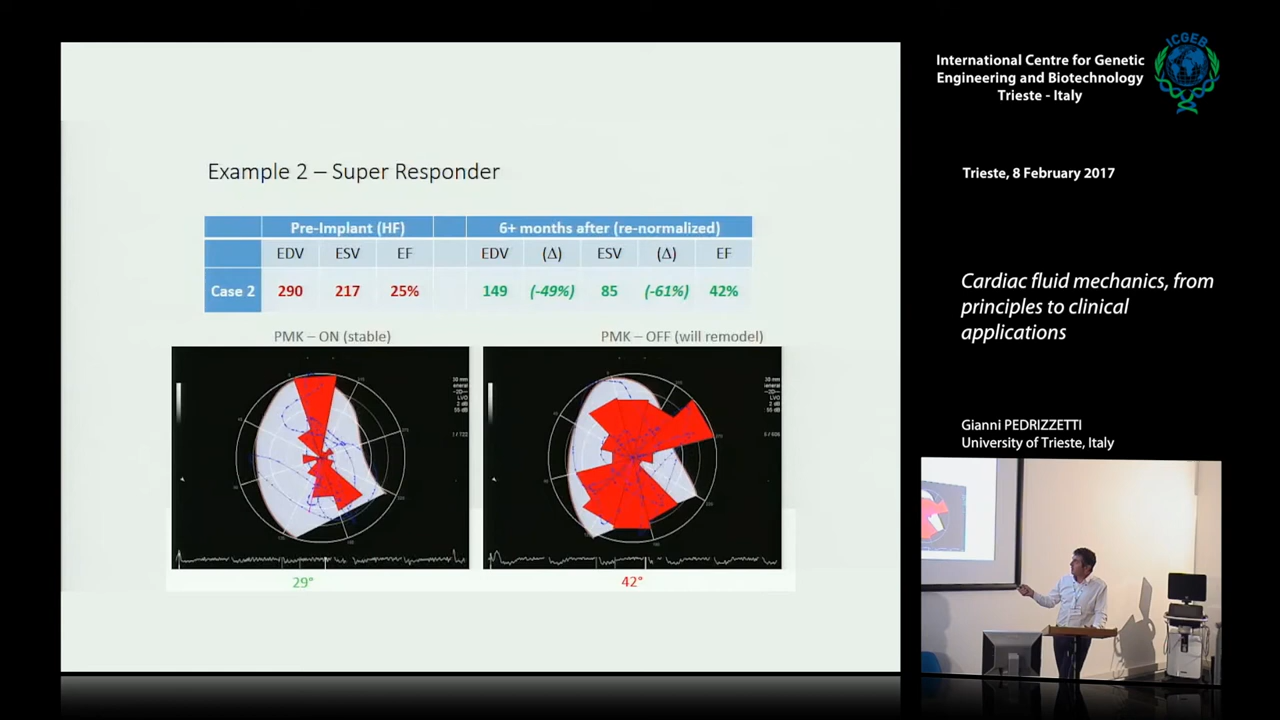 Example 2 – Super Responder
Pre-Implant (HF) 6+ months after (re-normalized)
EDV ESV EF EDV (Δ) ESV (Δ) EF
Case 2 290 217 25% 149 (-49%) 85 (-61%) 42%
PMK – ON (stable) PMK – OFF (will remodel)
29° 42°
International Centre for Genetic
Engineering and Biotechnology
Trieste - Italy
ICGEB
Trieste, 8 February 2017
Cardiac fluid mechanics, from
principles to clinical
applications
Gianni PEDRIZZETTI
University of Trieste, Italy